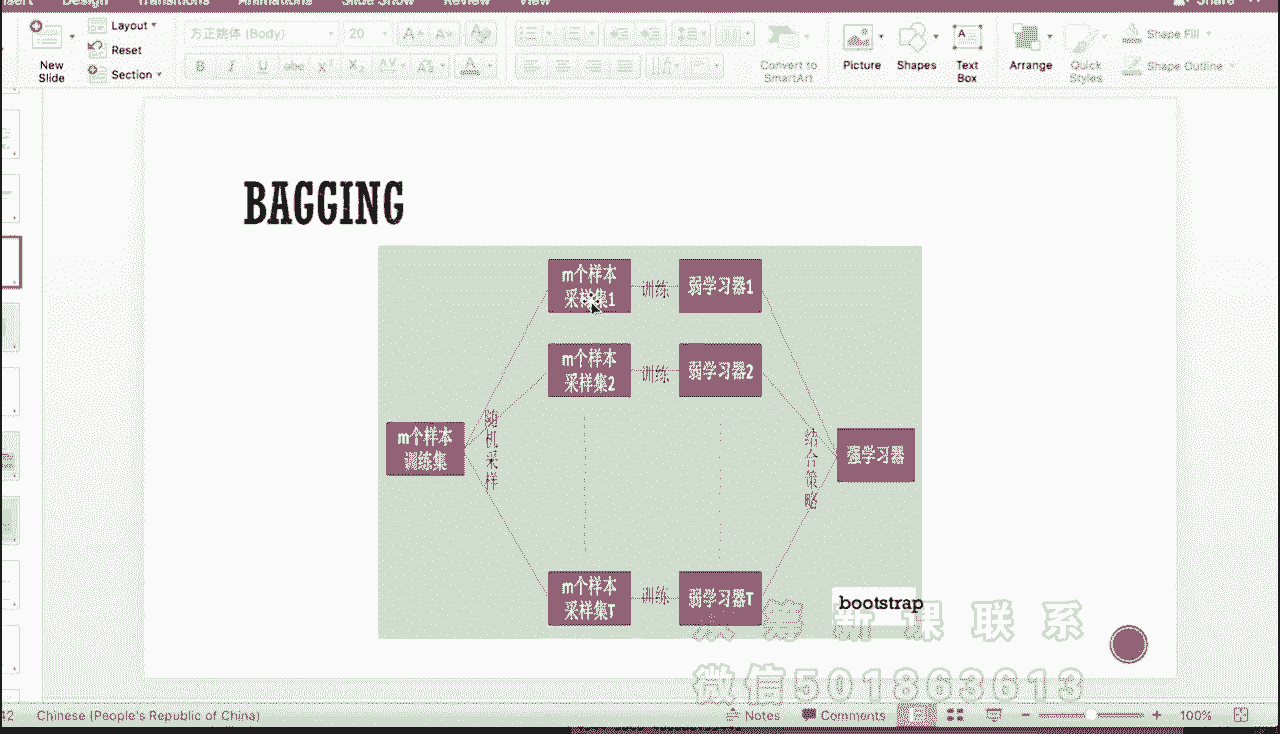 Design Transitions Animations Slide Show Review View Share
Layout
Reset
Section
New
Slide
方正姚体 (Body) 20
B I U abc X² X₂ AV
Convert to
SmartArt
Picture
Shapes
Text
Box
Arrange
Quick
Styles
Shape Fill
Shape Outline
BAGGING
m个样本
采样集1
训练
弱学习器1
m个样本
采样集2
训练
弱学习器2
m个样本
训练集
随机采样
结合策略
强学习器
m个样本
采样集T
训练
弱学习器T
bootstrap
众筹新课联系
微信501863613
42 Chinese (People's Republic of China)
Notes Comments
100%